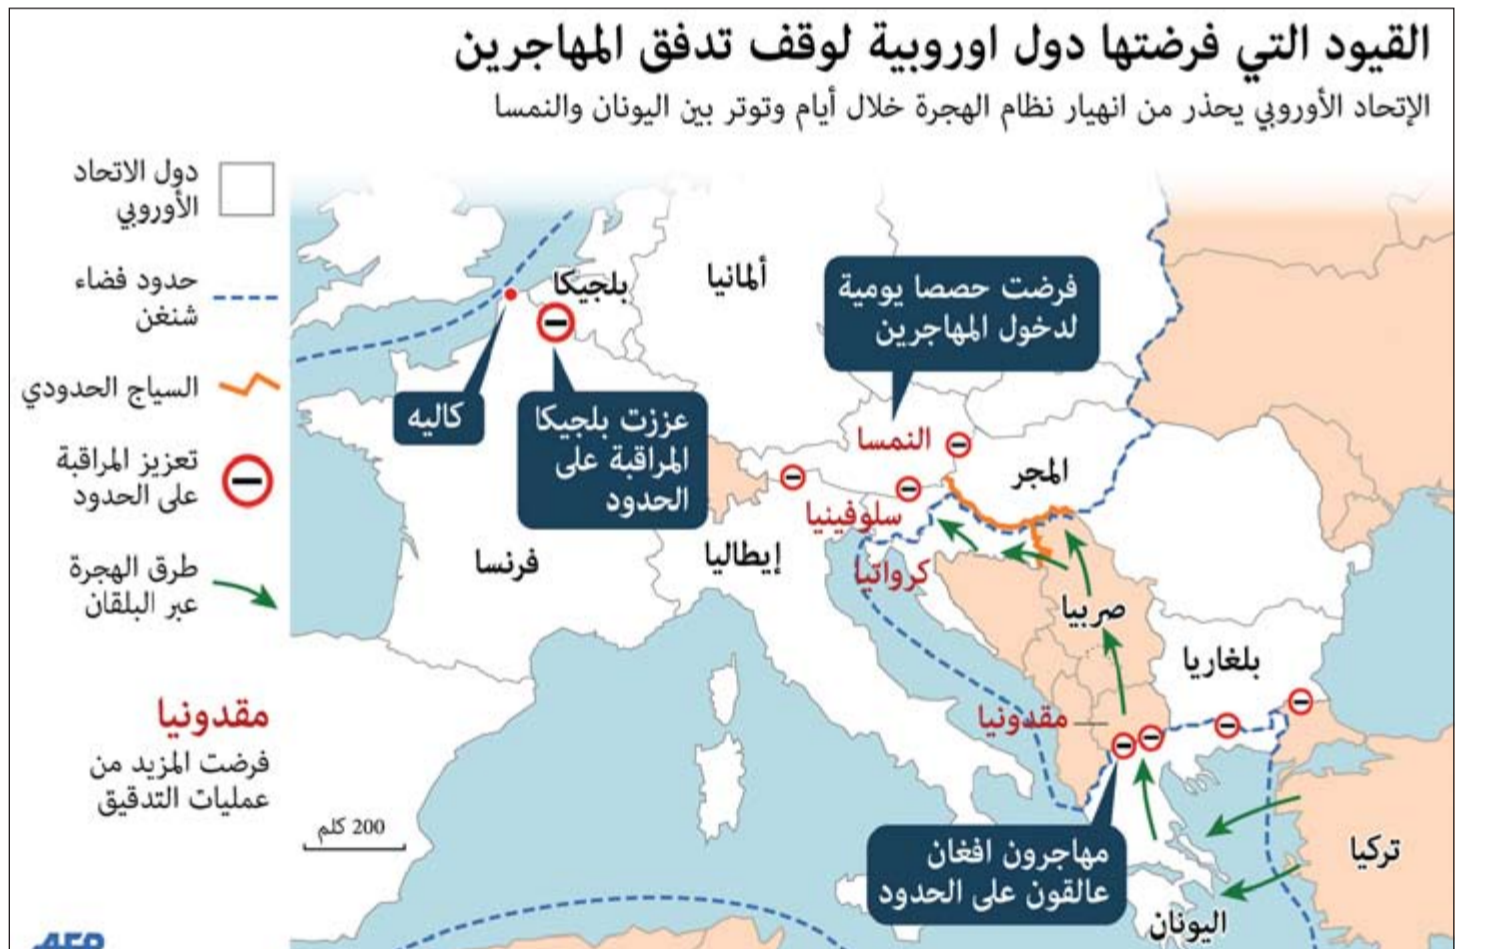 القيود التي فرضتها دول اوروبية لوقف تدفق المهاجرين
الإتحاد الأوروبي يحذر من انهيار نظام الهجرة خلال أيام وتوتر بين اليونان والنمسا
دول الاتحاد
الأوروبي
حدود فضاء
شنغن
السياج الحدودي
تعزيز المراقبة
على الحدود
طرق الهجرة
عبر البلقان
مقدونيا
فرضت المزيد من
عمليات التدقيق
200 كلم
AFP
بلجيكا
ألمانيا
فرضت حصصا يومية
لدخول المهاجرين
كاليه
عززت بلجيكا
المراقبة على
الحدود
النمسا
المجر
سلوفينيا
فرنسا
إيطاليا
كرواتيا
صربيا
بلغاريا
مقدونيا
مهاجرون افغان
عالقون على الحدود
تركيا
اليونان